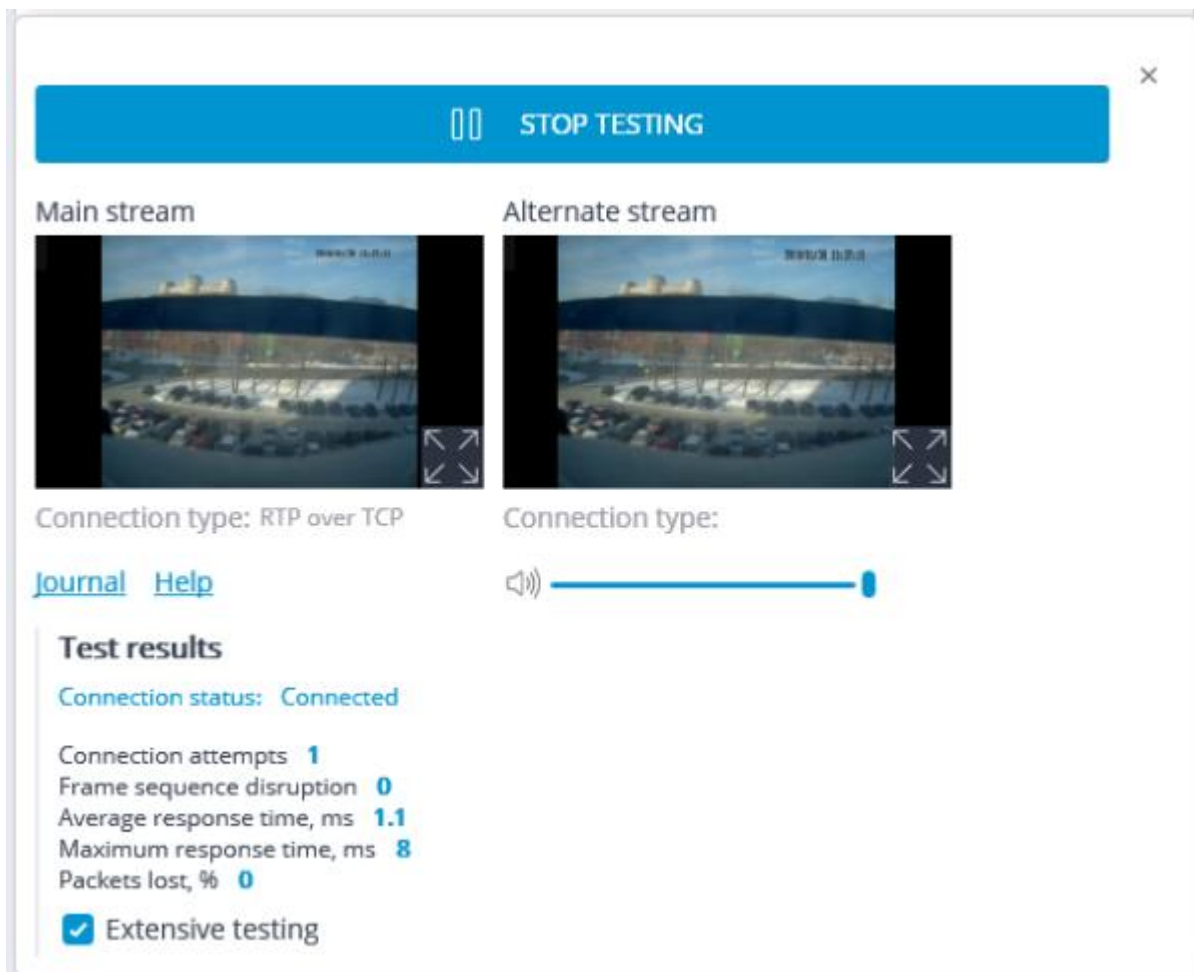 STOP TESTING
Main stream
Alternate stream
Connection type: RTP over TCP
Connection type:
Journal Help
Test results
Connection status: Connected
Connection attempts 1
Frame sequence disruption 0
Average response time, ms 1.1
Maximum response time, ms 8
Packets lost, % 0
Extensive testing